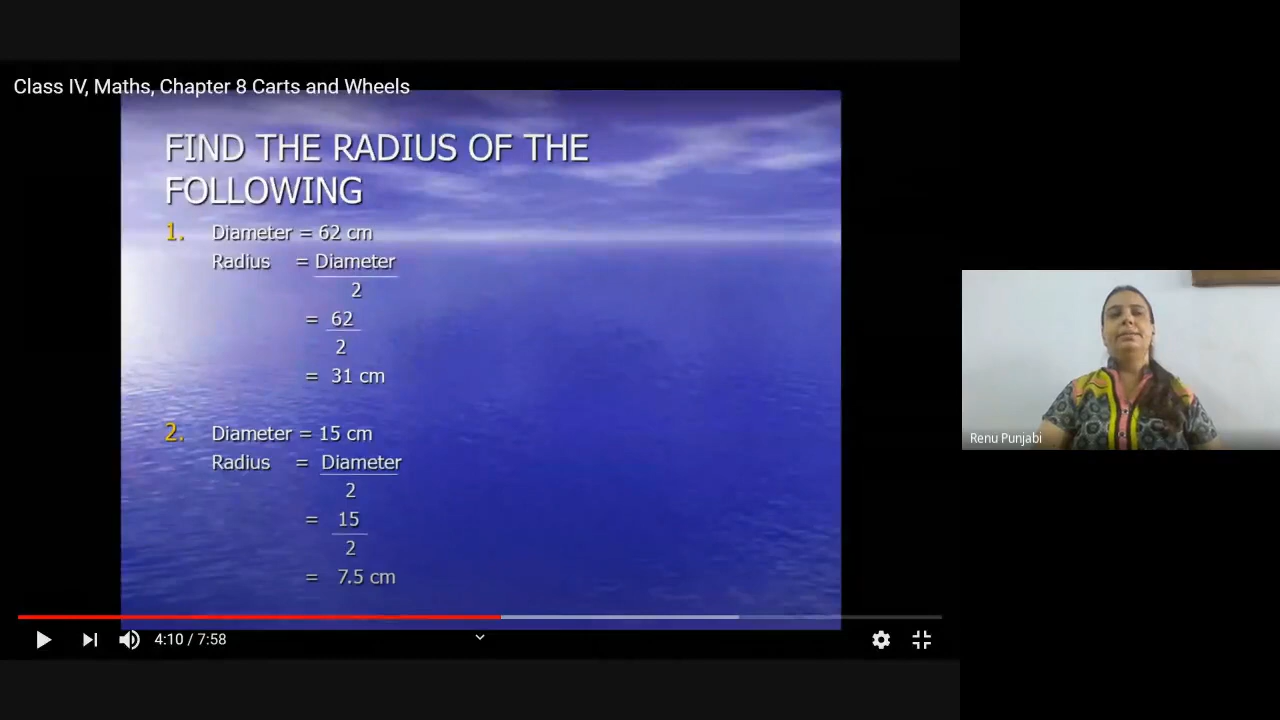 Class IV, Maths, Chapter 8 Carts and Wheels
FIND THE RADIUS OF THE
FOLLOWING
1. Diameter = 62 cm
Radius = Diameter
2
= 62
2
= 31 cm
2. Diameter = 15 cm
Radius = Diameter
2
= 15
2
= 7.5 cm
4:10 / 7:58
Renu Punjabi